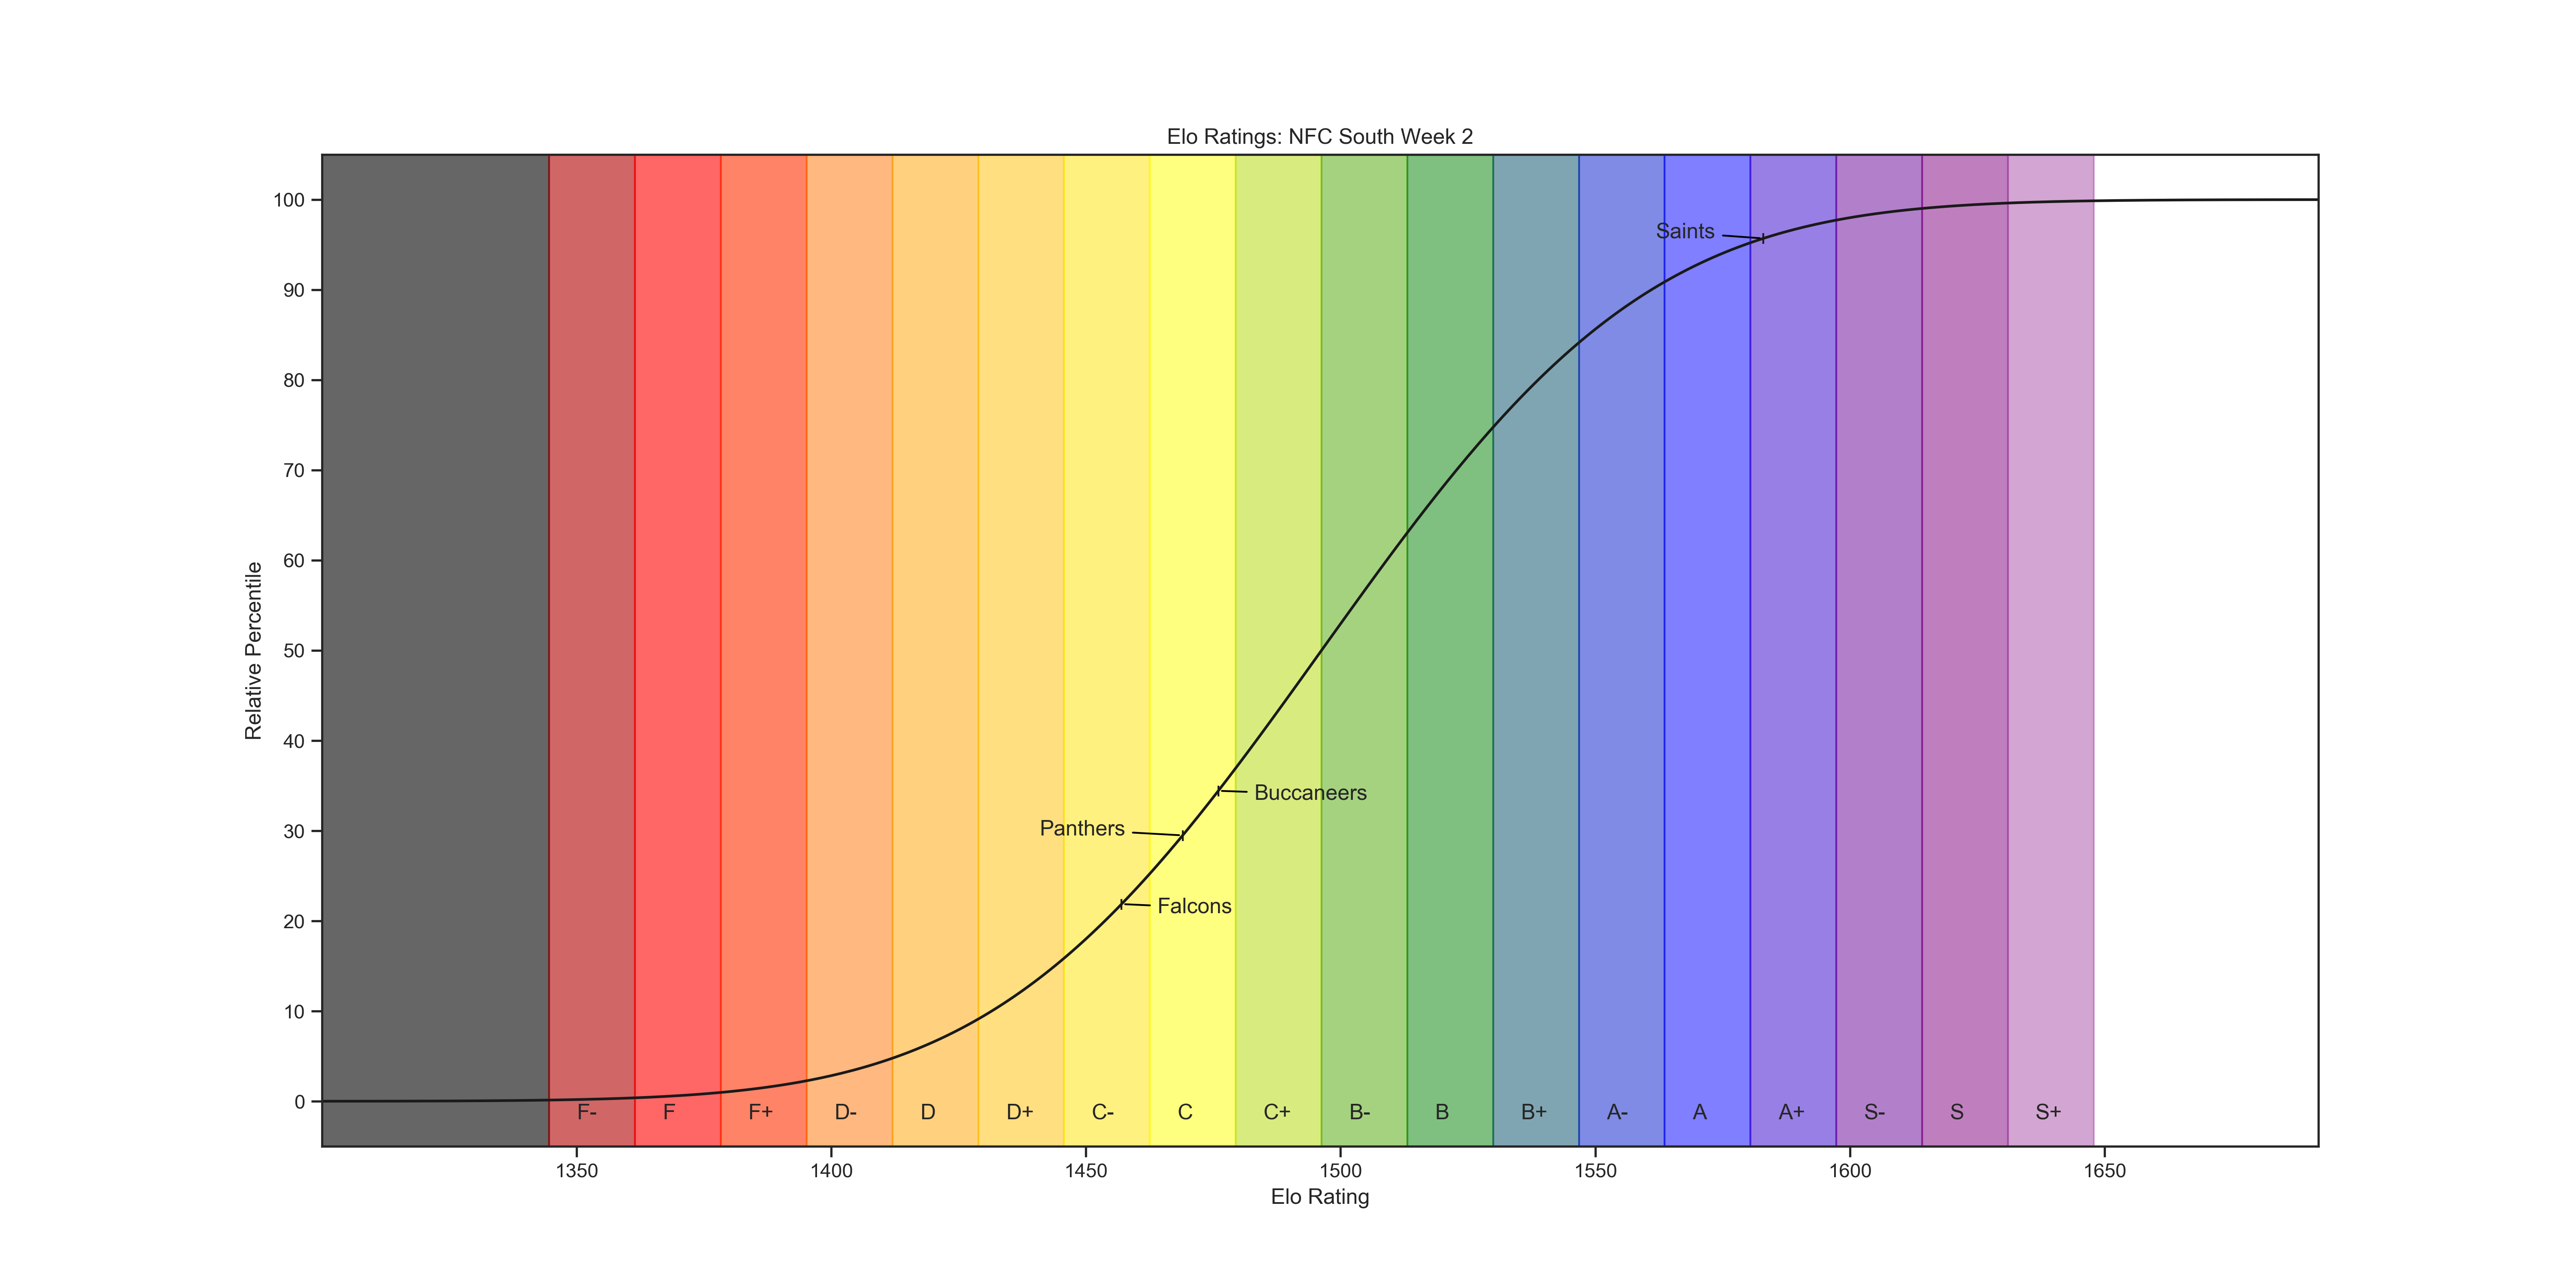 Elo Ratings: NFC South Week 2
100
90
80
70
60
50
40
30
20
10
0
Relative Percentile
Saints
Buccaneers
Panthers
Falcons
F- F F+ D- D D+ C- C C+ B- B B+ A- A A+ S- S S+
1350 1400 1450 1500 1550 1600 1650
Elo Rating